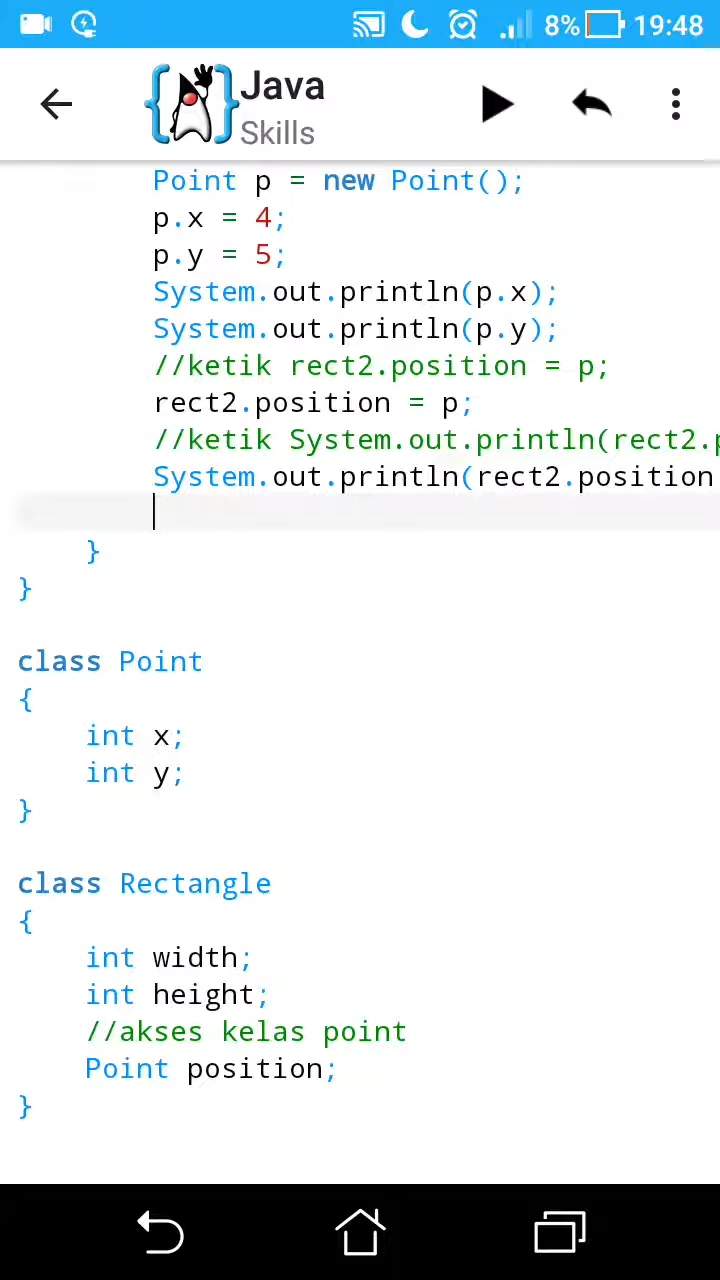 8% 19:48
Java
Skills
Point p = new Point();
p.x = 4;
p.y = 5;
System.out.println(p.x);
System.out.println(p.y);
//ketik rect2.position = p;
rect2.position = p;
//ketik System.out.println(rect2.p
System.out.println(rect2.position
}
}
class Point
{
int x;
int y;
}
class Rectangle
{
int width;
int height;
//akses kelas point
Point position;
}